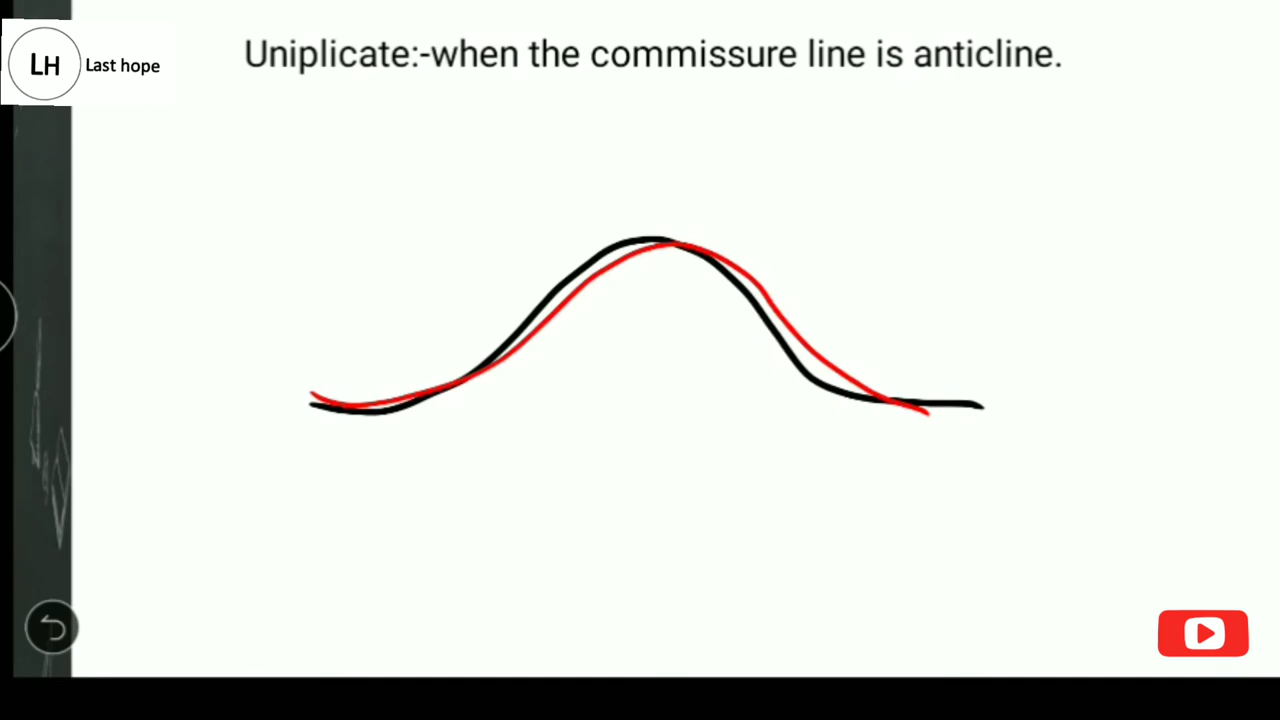 Uniplicate:-when the commissure line is anticline.
LH
Last hope